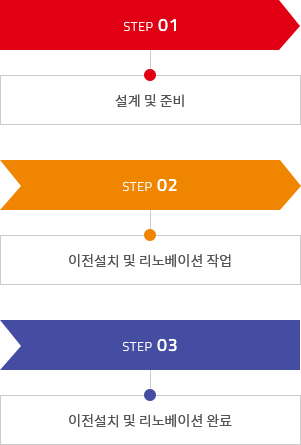 STEP 01
설계 및 준비
STEP 02
이전설치 및 리노베이션 작업
STEP 03
이전설치 및 리노베이션 완료